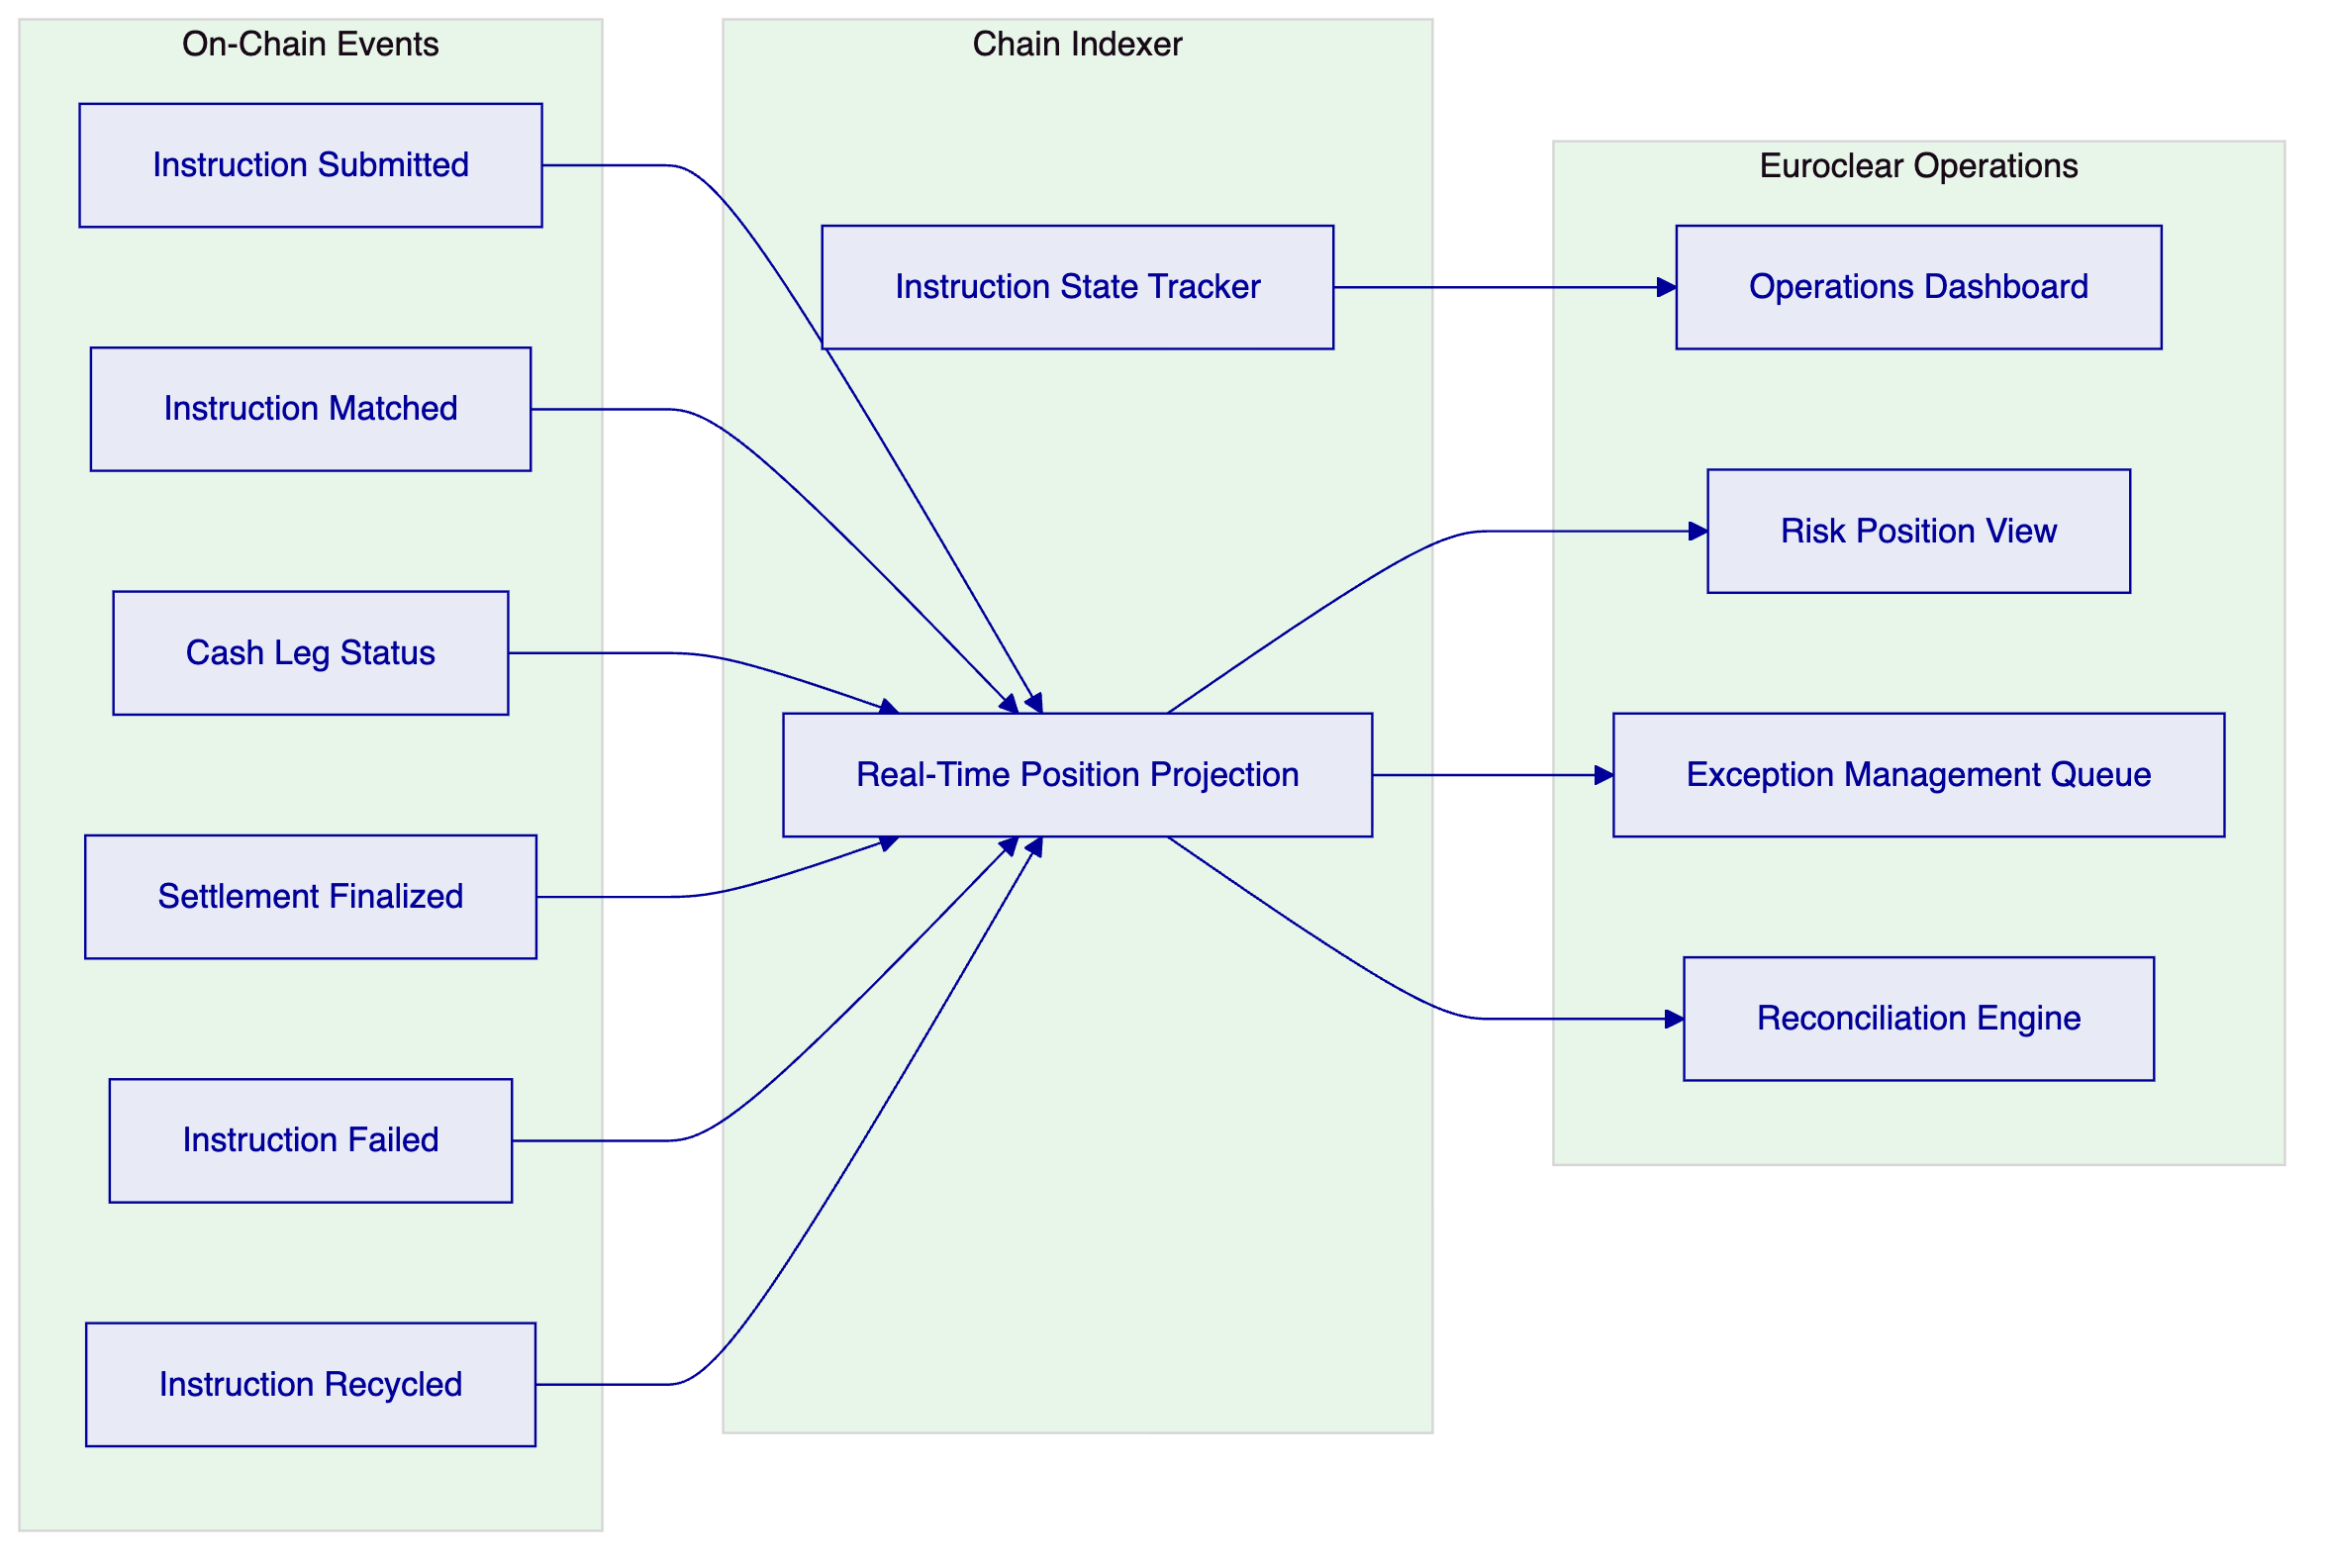 On-Chain Events
Instruction Submitted
Instruction Matched
Cash Leg Status
Settlement Finalized
Instruction Failed
Instruction Recycled
Chain Indexer
Instruction State Tracker
Real-Time Position Projection
Euroclear Operations
Operations Dashboard
Risk Position View
Exception Management Queue
Reconciliation Engine